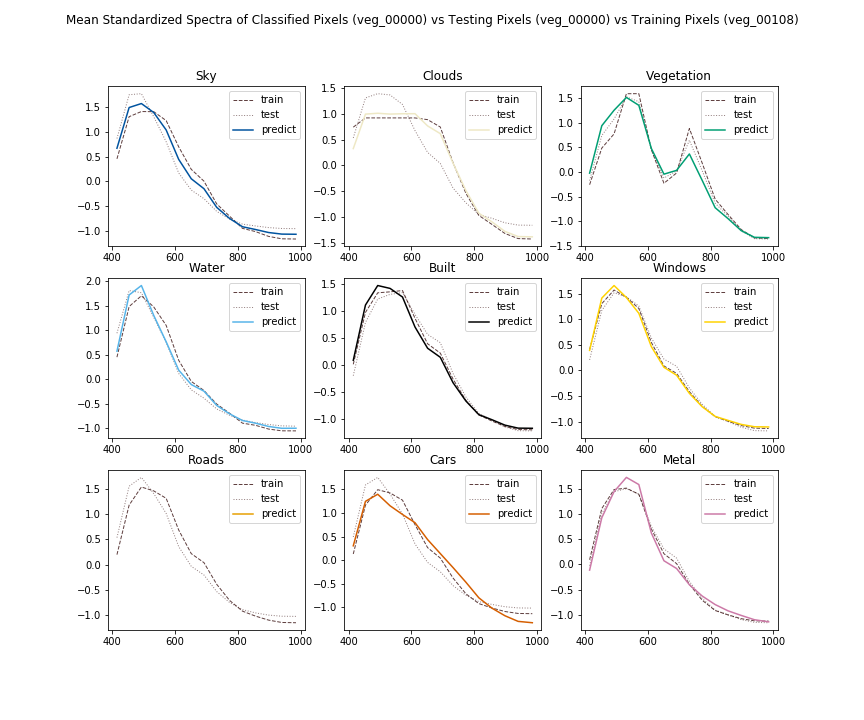 Mean Standardized Spectra of Classified Pixels (veg_00000) vs Testing Pixels (veg_00000) vs Training Pixels (veg_00108)
Sky
train
test
predict
1.5
1.0
0.5
0.0
−0.5
−1.0
400 600 800 1000
Clouds
train
test
predict
1.5
1.0
0.5
0.0
−0.5
−1.0
−1.5
400 600 800 1000
Vegetation
train
test
predict
1.5
1.0
0.5
0.0
−0.5
−1.0
−1.5
400 600 800 1000
Water
train
test
predict
2.0
1.5
1.0
0.5
0.0
−0.5
−1.0
400 600 800 1000
Built
train
test
predict
1.5
1.0
0.5
0.0
−0.5
−1.0
400 600 800 1000
Windows
train
test
predict
1.5
1.0
0.5
0.0
−0.5
−1.0
400 600 800 1000
Roads
train
test
predict
1.5
1.0
0.5
0.0
−0.5
−1.0
400 600 800 1000
Cars
train
test
predict
1.5
1.0
0.5
0.0
−0.5
−1.0
400 600 800 1000
Metal
train
test
predict
1.5
1.0
0.5
0.0
−0.5
−1.0
400 600 800 1000